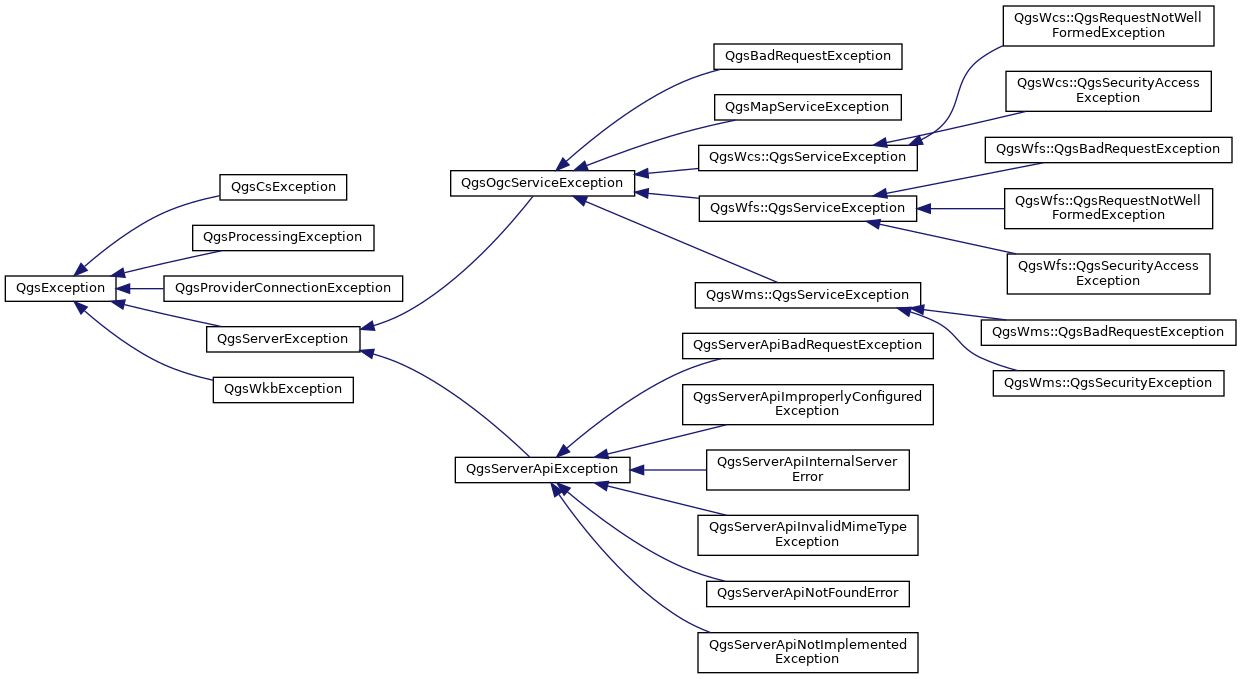 QgsWcs::QgsRequestNotWell
FormedException
QgsBadRequestException
QgsWcs::QgsSecurityAccess
Exception
QgsMapServiceException
QgsWfs::QgsBadRequestException
QgsWcs::QgsServiceException
QgsOgcServiceException
QgsCsException
QgsWfs::QgsServiceException
QgsWfs::QgsRequestNotWell
FormedException
QgsProcessingException
QgsWfs::QgsSecurityAccess
Exception
QgsException
QgsProviderConnectionException
QgsWms::QgsServiceException
QgsServerException
QgsWms::QgsBadRequestException
QgsServerApiBadRequestException
QgsWkbException
QgsWms::QgsSecurityException
QgsServerApiImproperlyConfigured
Exception
QgsServerApiException
QgsServerApiInternalServer
Error
QgsServerApiInvalidMimeType
Exception
QgsServerApiNotFoundError
QgsServerApiNotImplemented
Exception